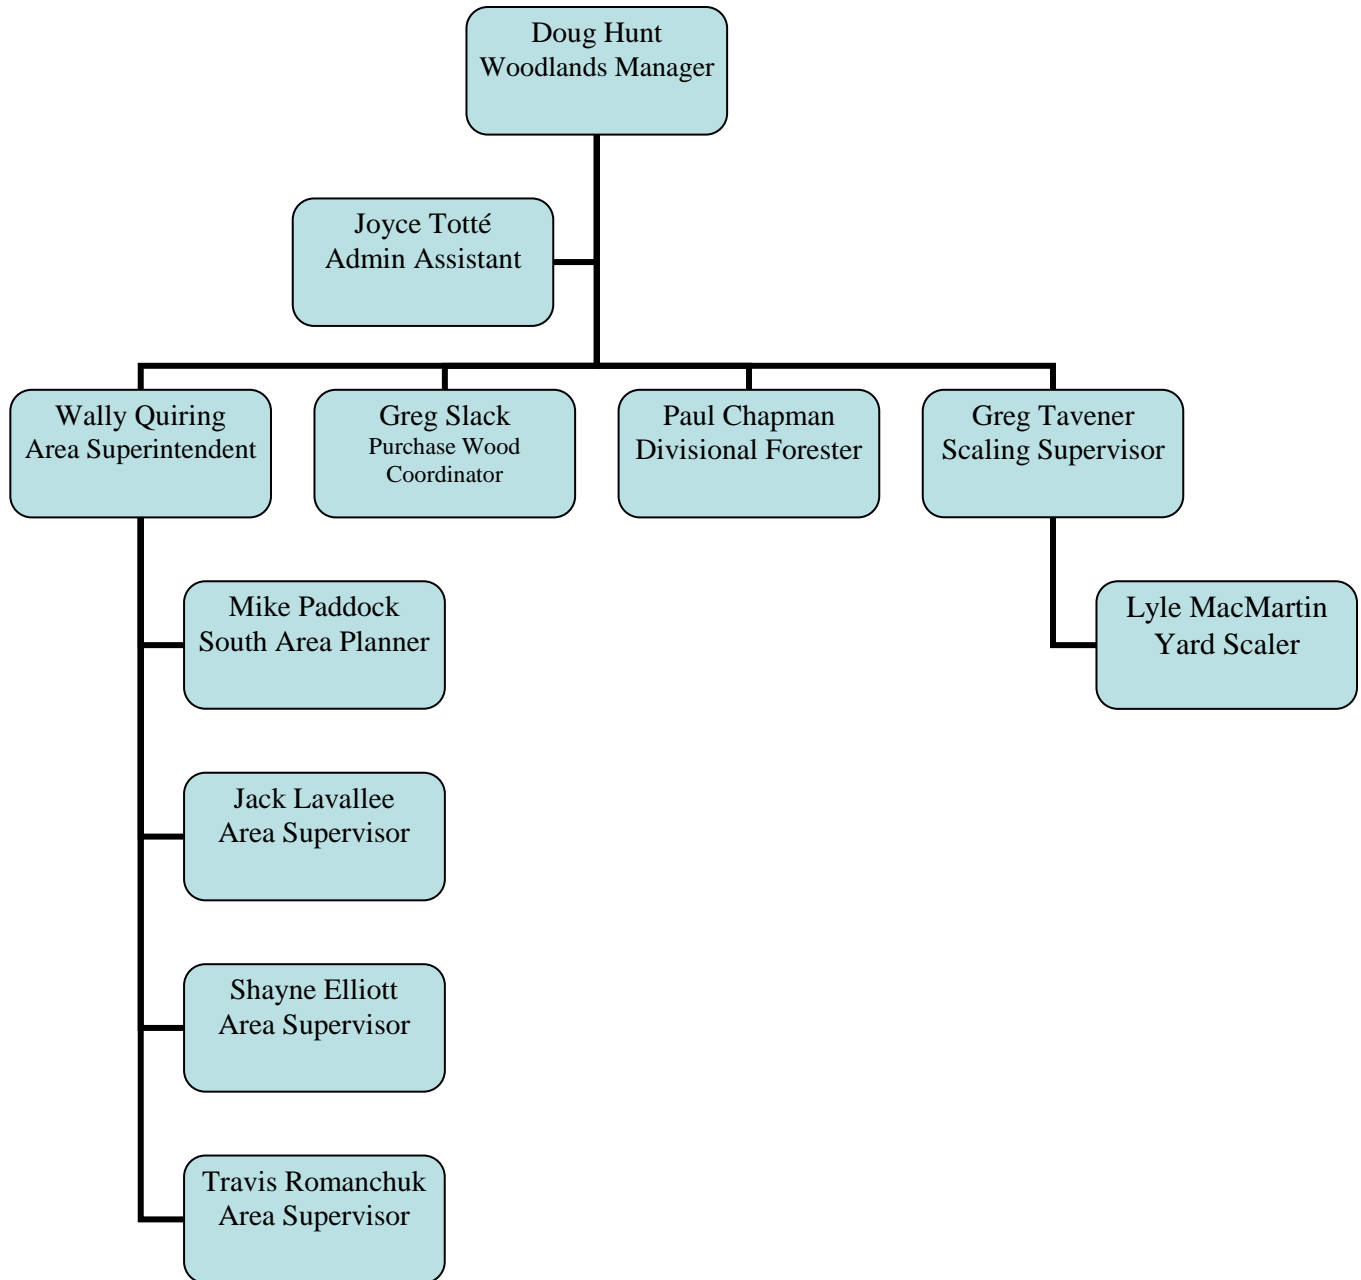 Doug Hunt
Woodlands Manager
Joyce Totté
Admin Assistant
Wally Quiring
Area Superintendent
Greg Slack
Purchase Wood
Coordinator
Paul Chapman
Divisional Forester
Greg Tavener
Scaling Supervisor
Mike Paddock
South Area Planner
Lyle MacMartin
Yard Scaler
Jack Lavallee
Area Supervisor
Shayne Elliott
Area Supervisor
Travis Romanchuk
Area Supervisor